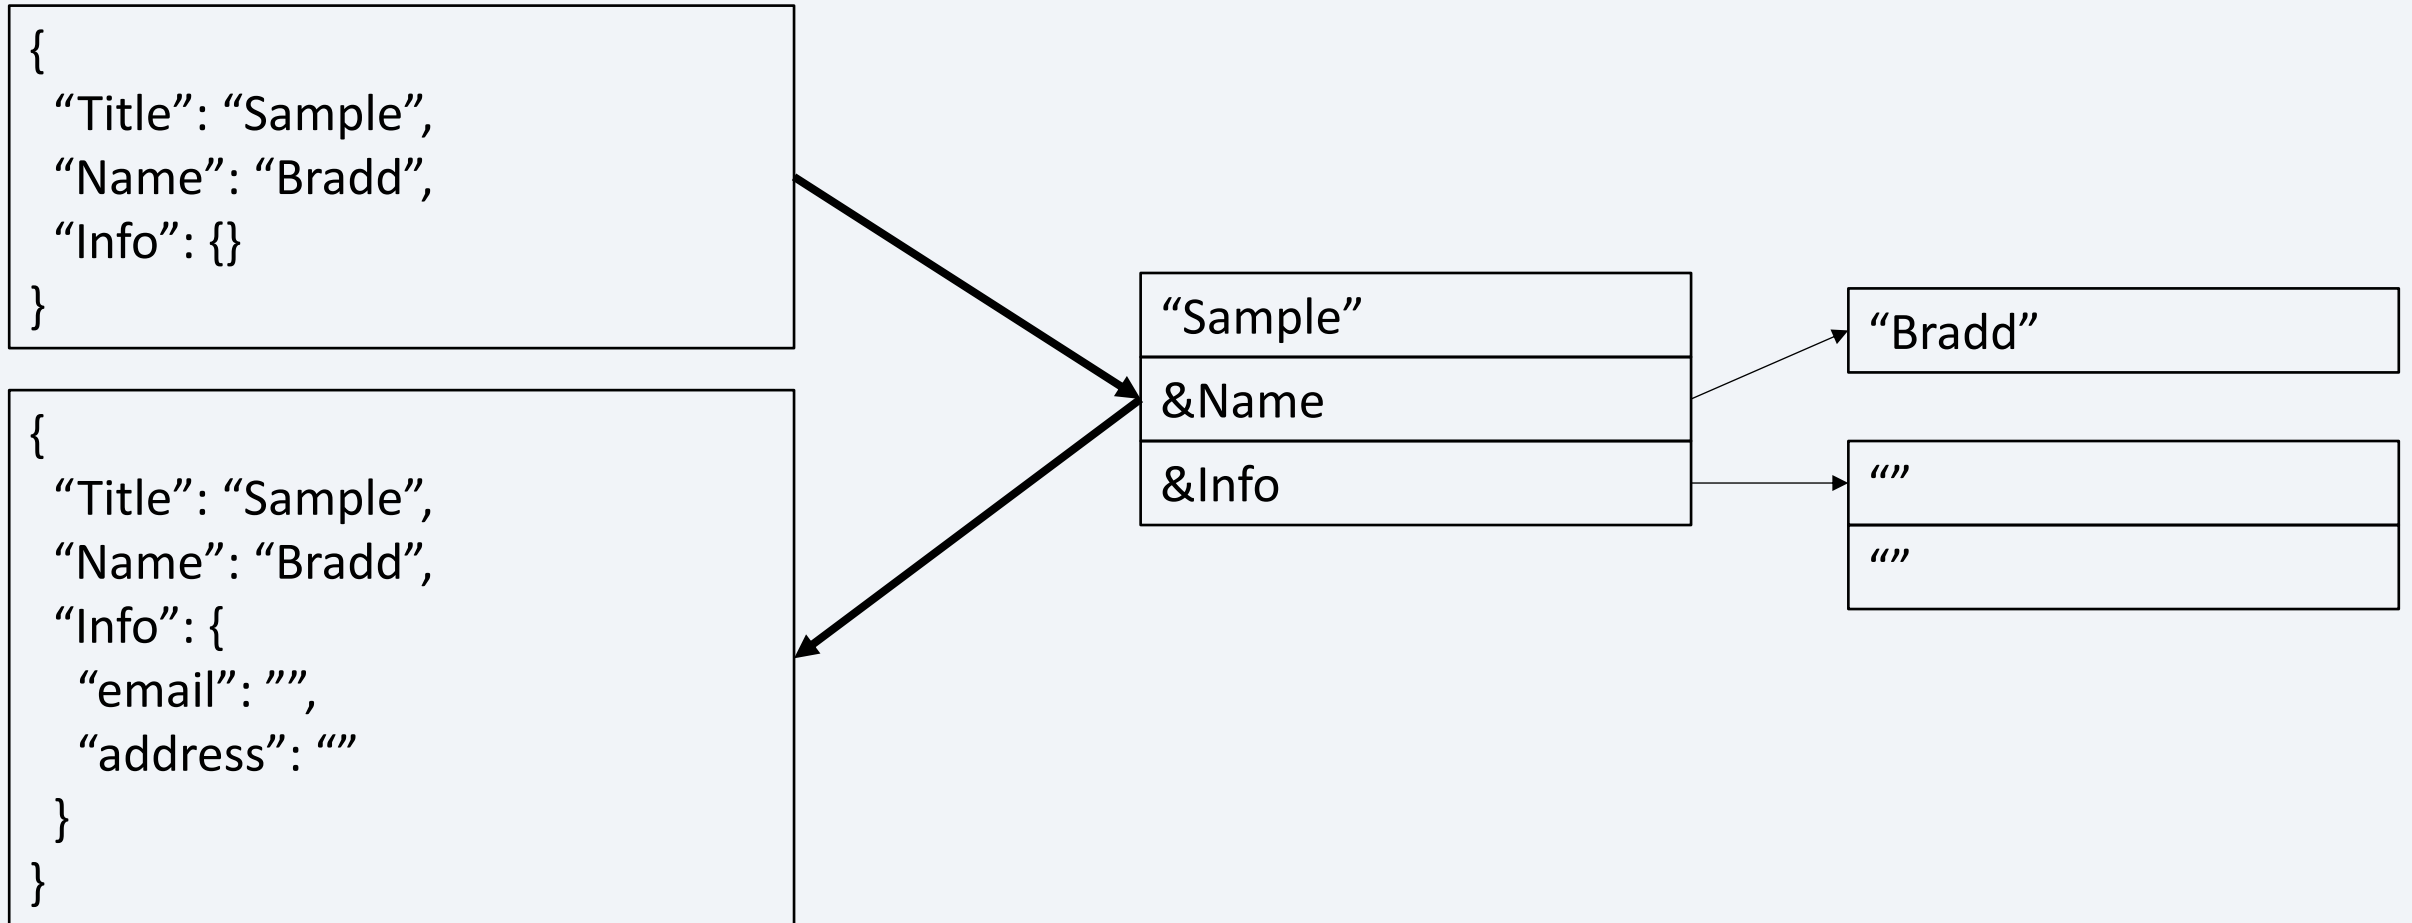 {
“Title”: “Sample”,
“Name”: “Bradd”,
“Info”: {}
}
{
“Title”: “Sample”,
“Name”: “Bradd”,
“Info”: {
“email”: ””,
“address”: “”
}
}
“Sample”
&Name
&Info
“Bradd”
“”
“”